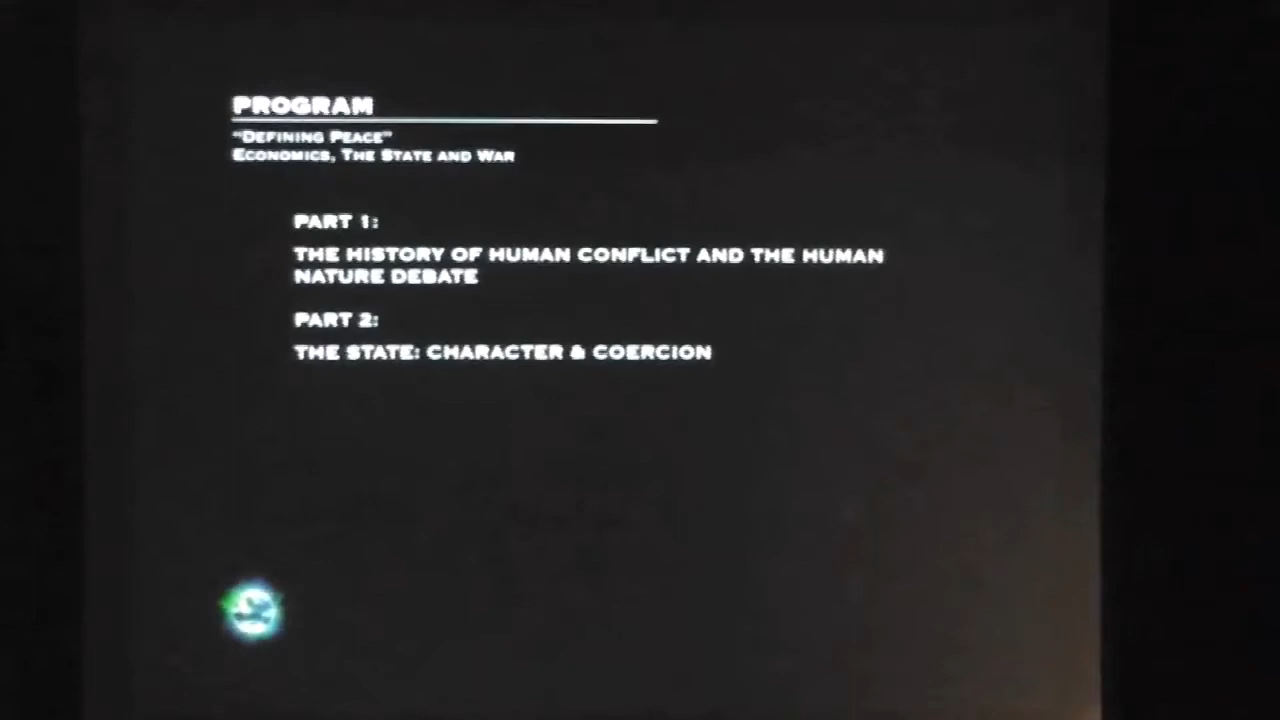 PROGRAM
"DEFINING PEACE"
ECONOMICS, THE STATE AND WAR
PART 1:
THE HISTORY OF HUMAN CONFLICT AND THE HUMAN
NATURE DEBATE
PART 2:
THE STATE: CHARACTER & COERCION